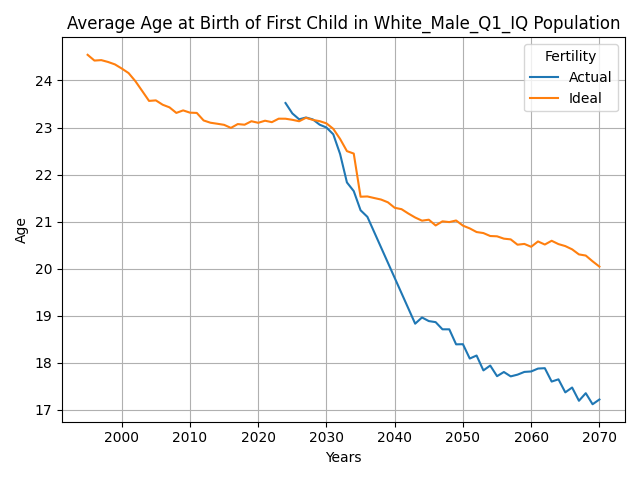 Average Age at Birth of First Child in White_Male_Q1_IQ Population
Fertility
Actual
Ideal
Age
24
23
22
21
20
19
18
17
2000
2010
2020
2030
2040
2050
2060
2070
Years